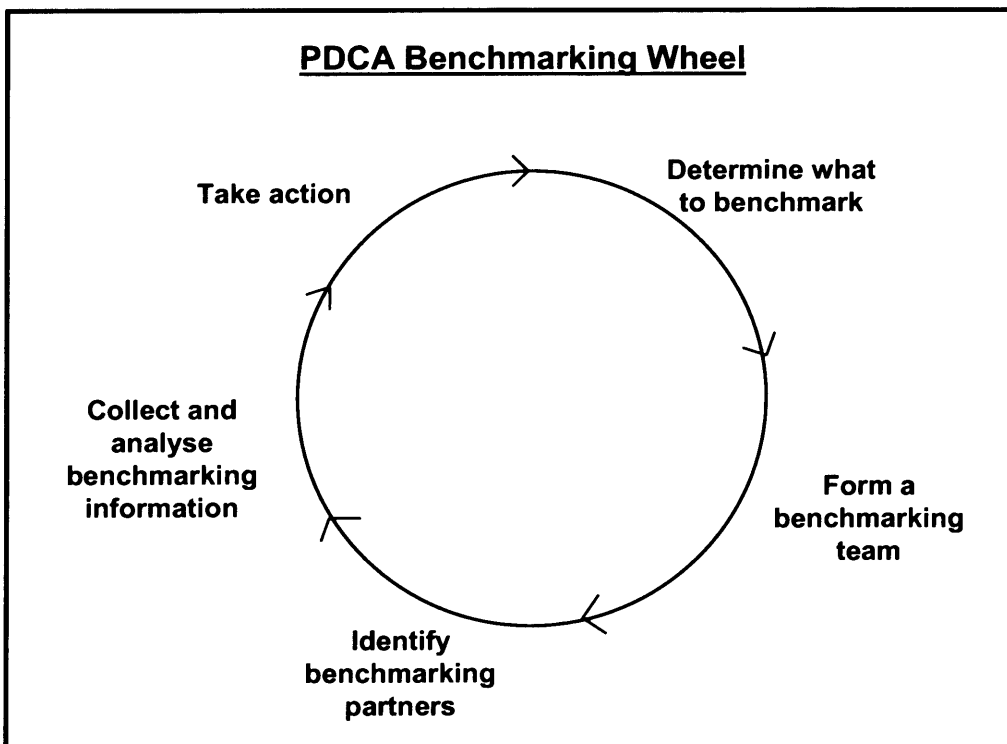 PDCA Benchmarking Wheel
Determine what
to benchmark
Form a
benchmarking
team
Identify
benchmarking
partners
Collect and
analyse
benchmarking
information
Take action